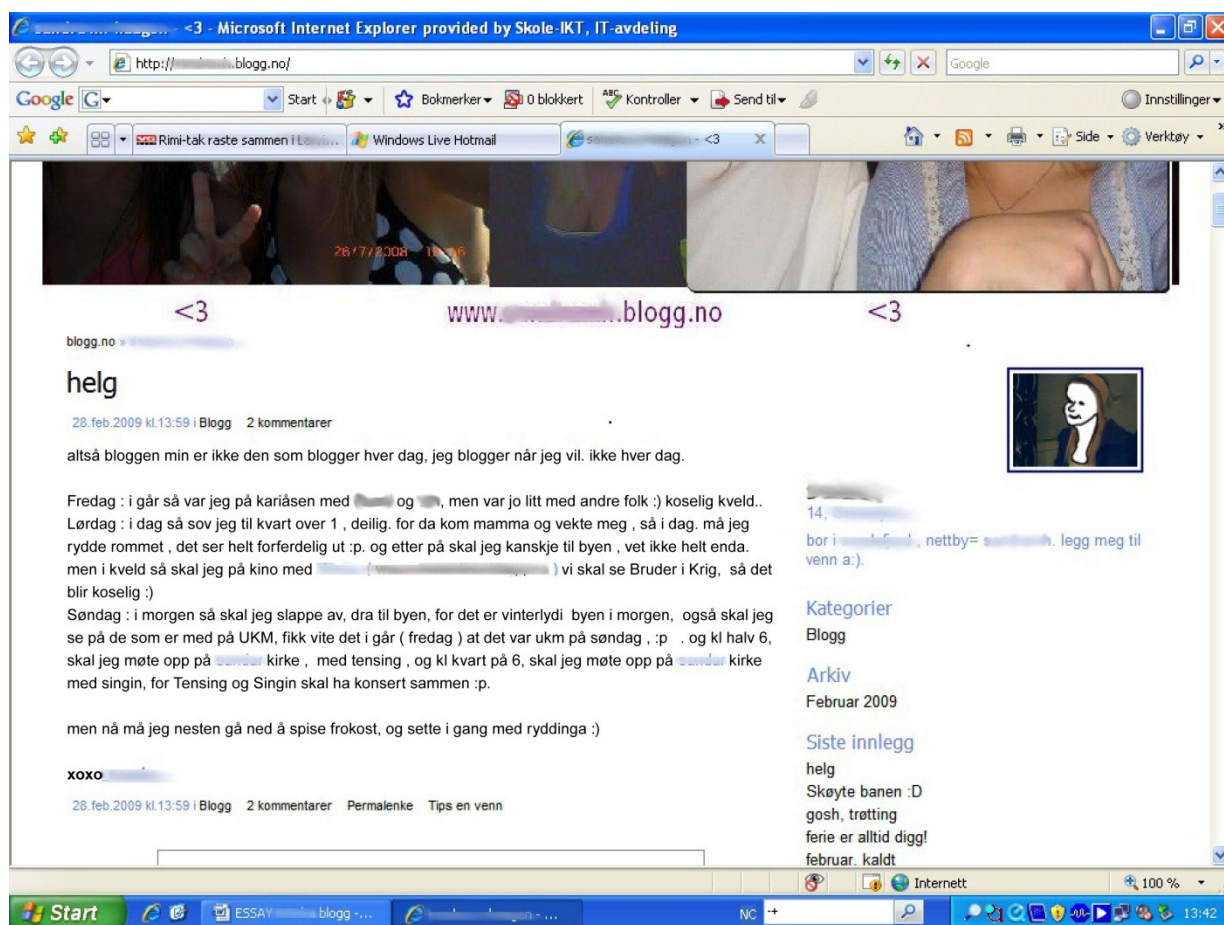 <3 - Microsoft Internet Explorer provided by Skole-IKT, IT-avdeling
http:// .blogg.no/
Google
Google G Start Bokmerker 0 blokkert ABC Kontroller Send til Innstillinger
Rimi-tak raste sammen i Windows Live Hotmail - <3 X Side Verktøy
26/7/2008
<3 www. .blogg.no <3
blogg.no »
helg
28.feb.2009 kl.13:59 i Blogg 2 kommentarer
altså bloggen min er ikke den som blogger hver dag, jeg blogger når jeg vil. ikke hver dag.
Fredag : i går så var jeg på kariåsen med og , men var jo litt med andre folk :) koselig kveld..
Lørdag : i dag så sov jeg til kvart over 1 , deilig. for da kom mamma og vekte meg , så i dag. må jeg
rydde rommet , det ser helt forferdelig ut :p. og etter på skal jeg kanskje til byen , vet ikke helt enda.
men i kveld så skal jeg på kino med ( ) vi skal se Bruder i Krig, så det
blir koselig :)
Søndag : i morgen så skal jeg slappe av, dra til byen, for det er vinterlydi byen i morgen, også skal jeg
se på de som er med på UKM, fikk vite det i går ( fredag ) at det var ukm på søndag , :p . og kl halv 6,
skal jeg møte opp på kirke , med tensing , og kl kvart på 6, skal jeg møte opp på kirke
med singin, for Tensing og Singin skal ha konsert sammen :p.
men nå må jeg nesten gå ned å spise frokost, og sette i gang med ryddinga :)
xoxo
28.feb.2009 kl.13:59 i Blogg 2 kommentarer Permalenke Tips en venn
14,
bor i , nettby= . legg meg til
venn a:).
Kategorier
Blogg
Arkiv
Februar 2009
Siste innlegg
helg
Skøyte banen :D
gosh, trøtting
ferie er alltid digg!
februar. kaldt
Internett 100 %
Start ESSAY blogg -... - ... NC 13:42